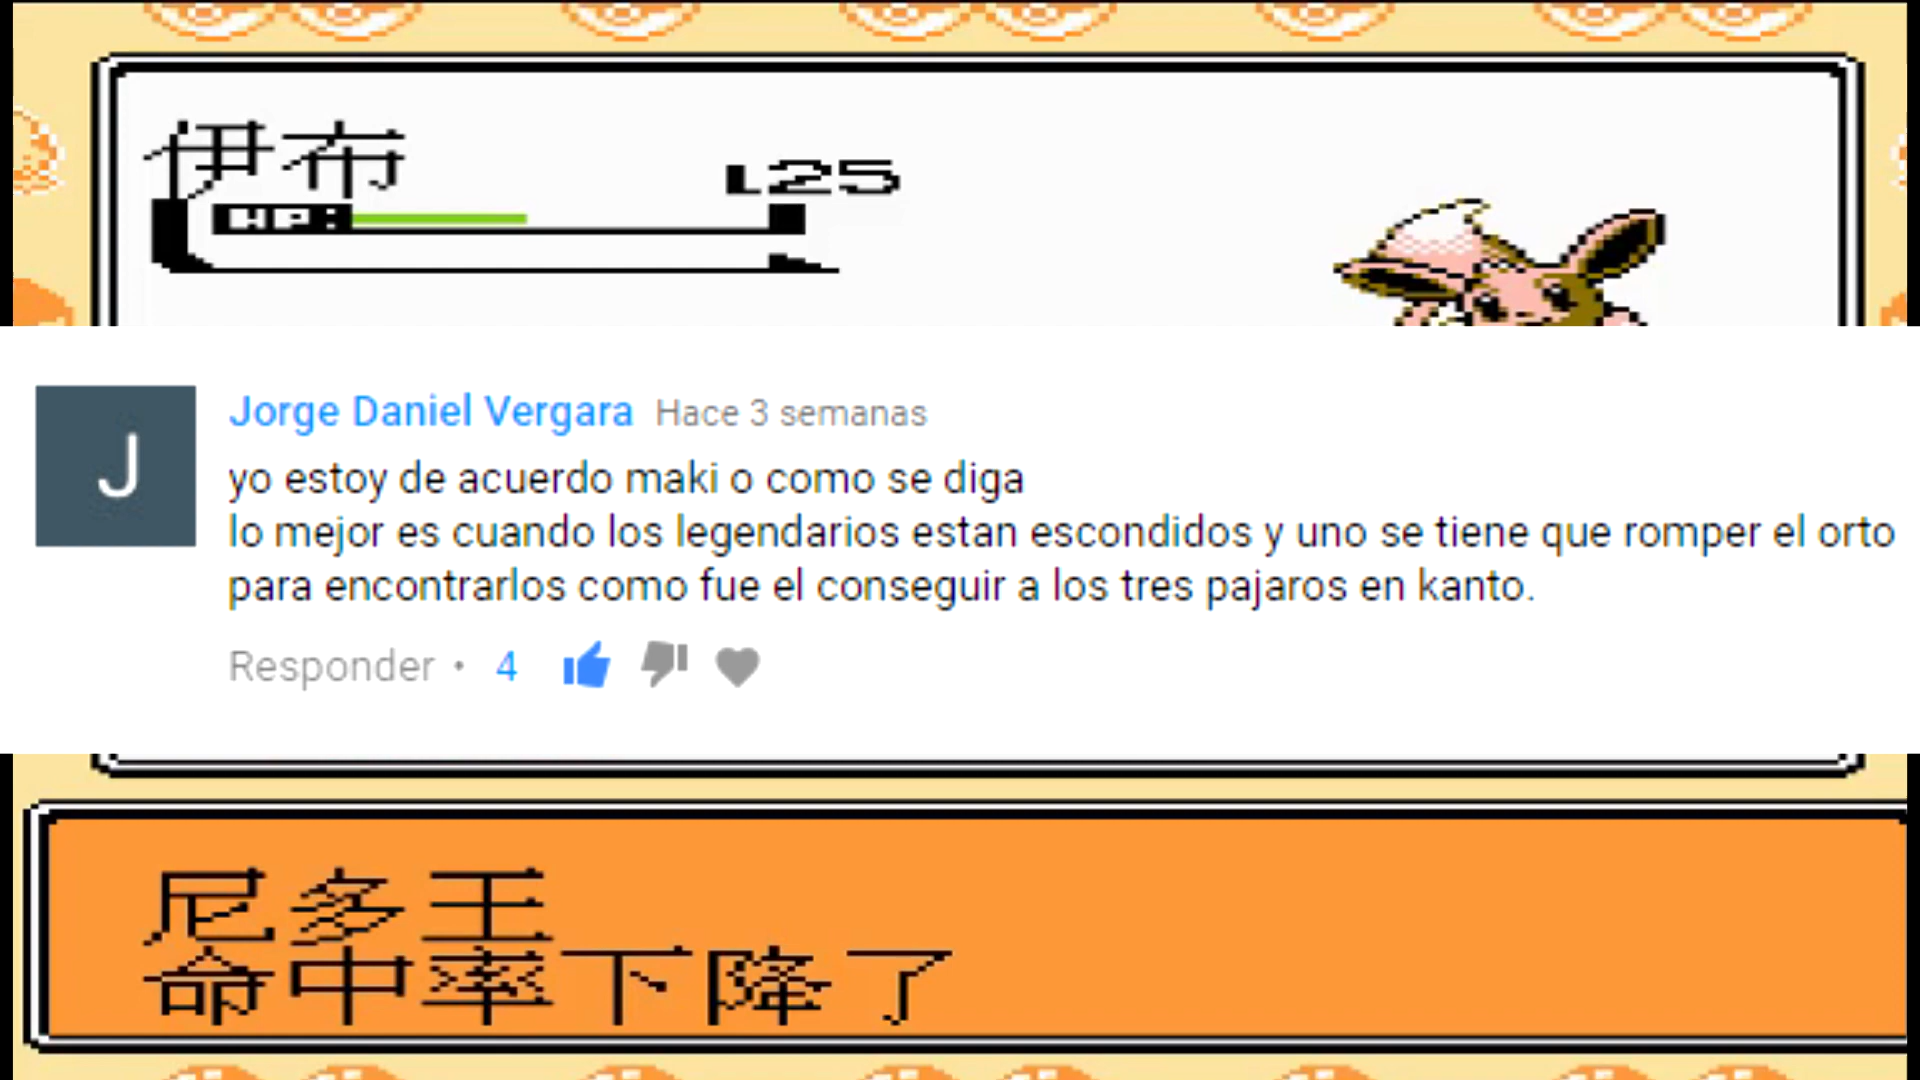 伊布
L25
HP:
J
Jorge Daniel Vergara Hace 3 semanas
yo estoy de acuerdo maki o como se diga
lo mejor es cuando los legendarios estan escondidos y uno se tiene que romper el orto
para encontrarlos como fue el conseguir a los tres pajaros en kanto.
Responder • 4
尼多王
命中率下降了